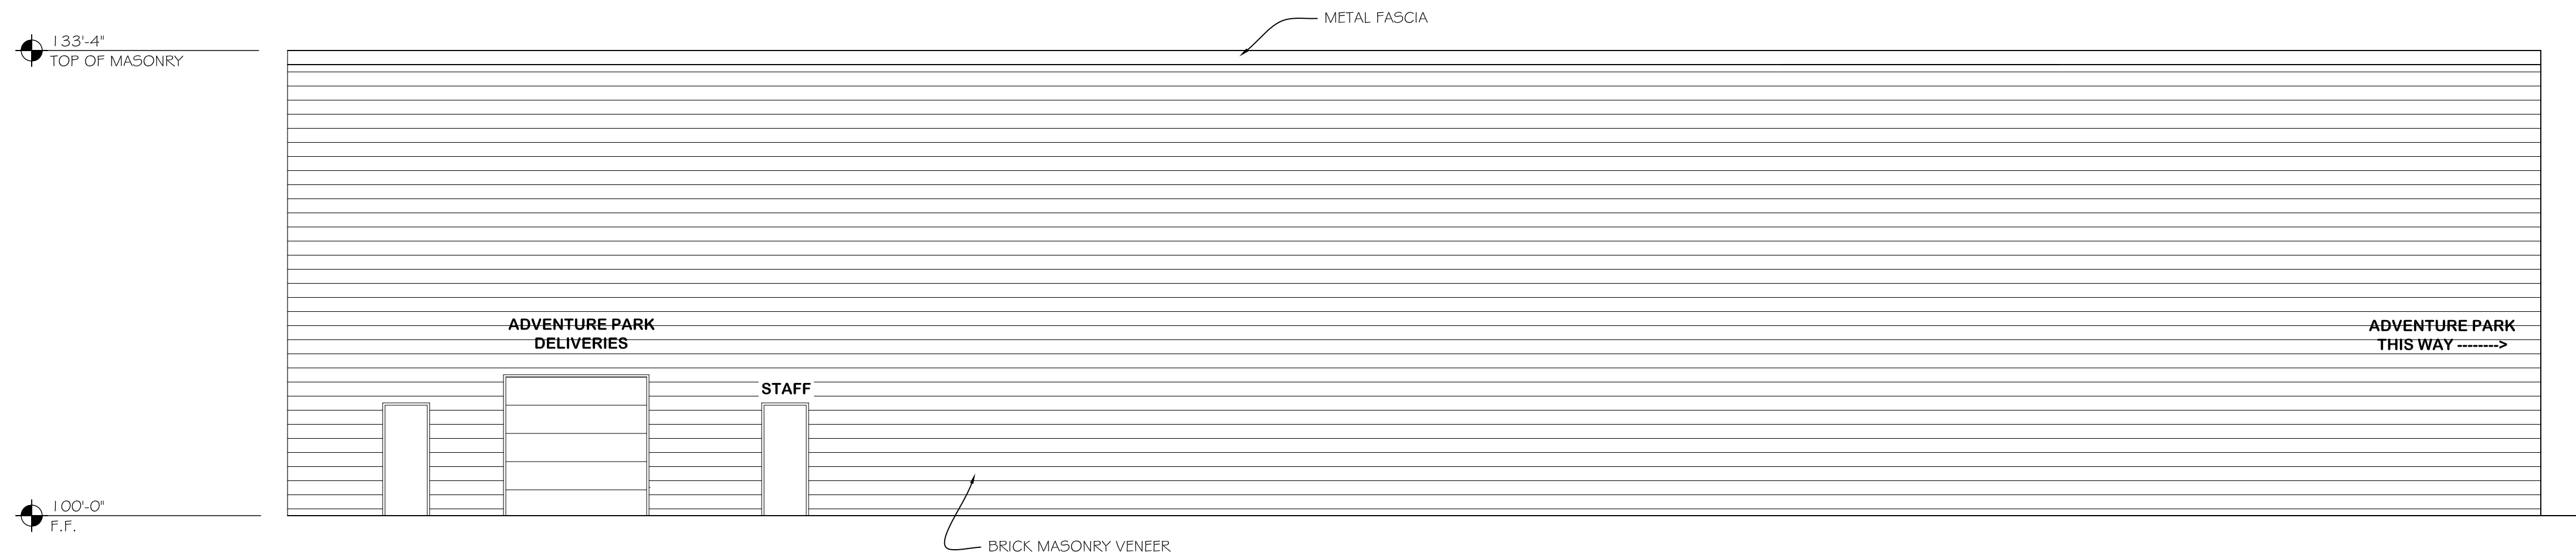 METAL FASCIA
133'-4"
TOP OF MASONRY
ADVENTURE PARK
DELIVERIES
ADVENTURE PARK
THIS WAY -------->
STAFF
100'-0"
F.F.
BRICK MASONRY VENEER